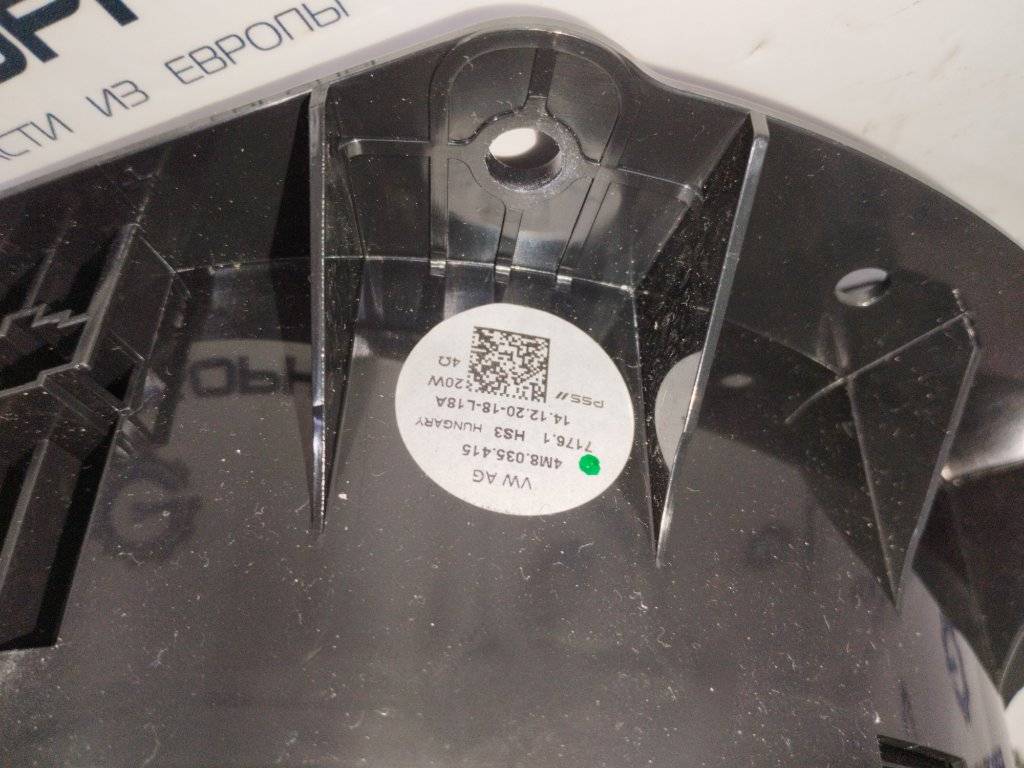 СТИ ИЗ ЕВРОПЫ
VW AG
4M8.035.415
7176.1 HS3 HUNGARY
14.12.20-18-L18A
PSS// 20W
4Ω